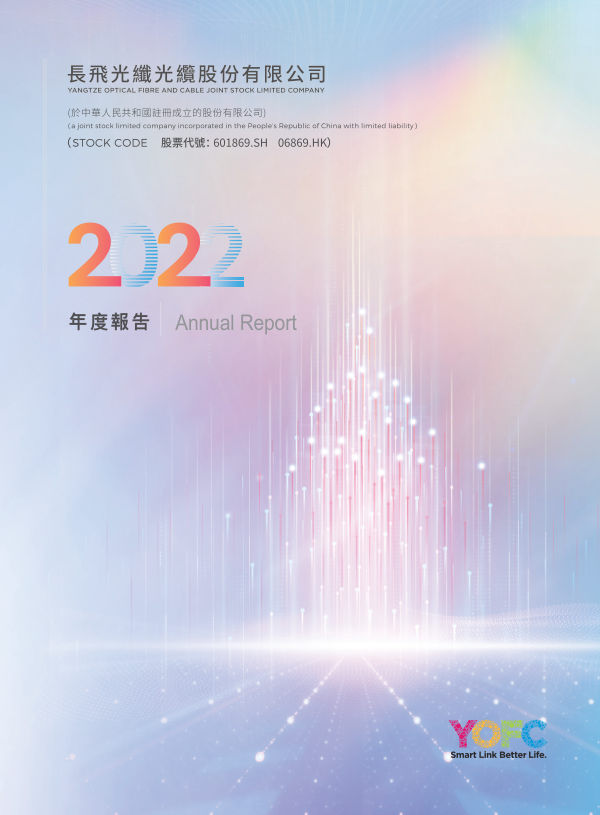 長飛光纖光纜股份有限公司
YANGTZE OPTICAL FIBRE AND CABLE JOINT STOCK LIMITED COMPANY
(於中華人民共和國註冊成立的股份有限公司)
(a joint stock limited company incorporated in the People's Republic of China with limited liability)
(STOCK CODE 股票代號: 601869.SH 06869.HK)
2022
年度報告 Annual Report
YOFC
Smart Link Better Life.